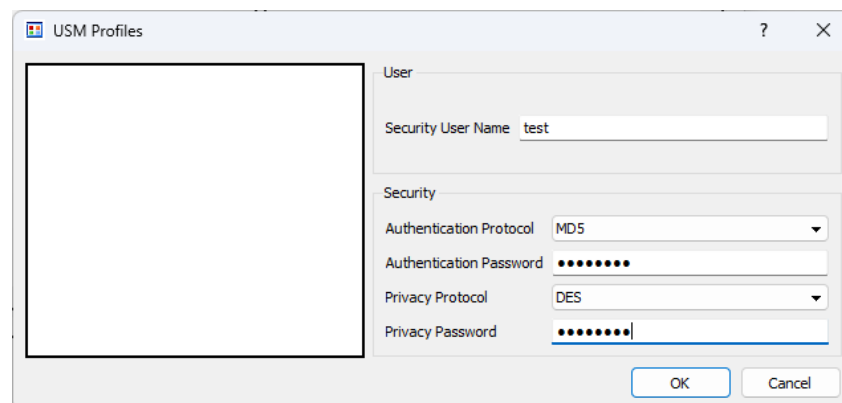 USM Profiles
?
User
Security User Name test
Security
Authentication Protocol MD5
Authentication Password ●●●●●●●●
Privacy Protocol DES
Privacy Password ●●●●●●●●
OK Cancel